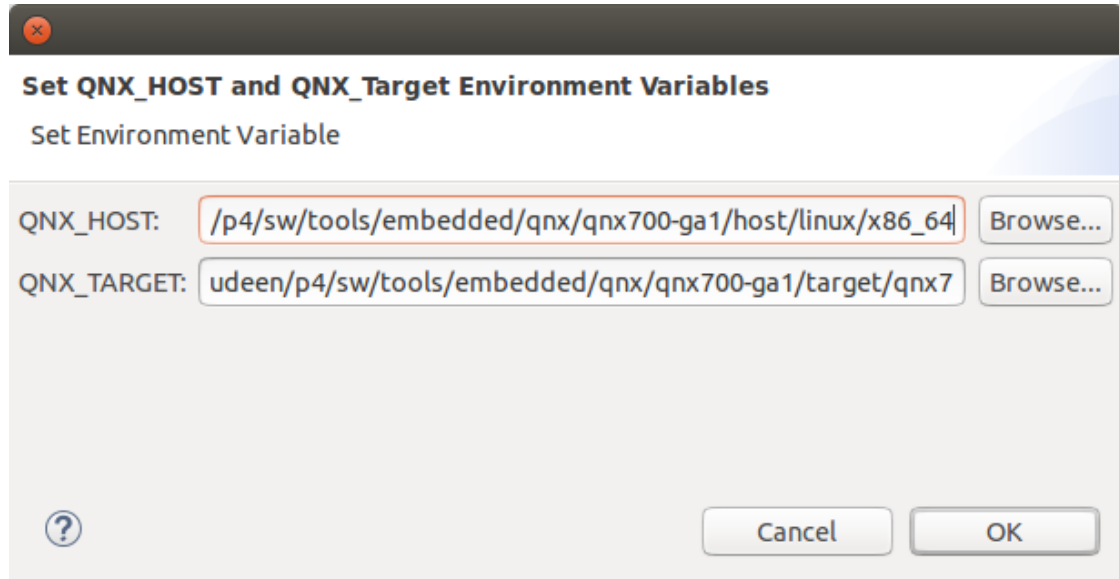 Set QNX_HOST and QNX_Target Environment Variables
Set Environment Variable
QNX_HOST: /p4/sw/tools/embedded/qnx/qnx700-ga1/host/linux/x86_64 Browse...
QNX_TARGET: udeen/p4/sw/tools/embedded/qnx/qnx700-ga1/target/qnx7 Browse...
? Cancel OK